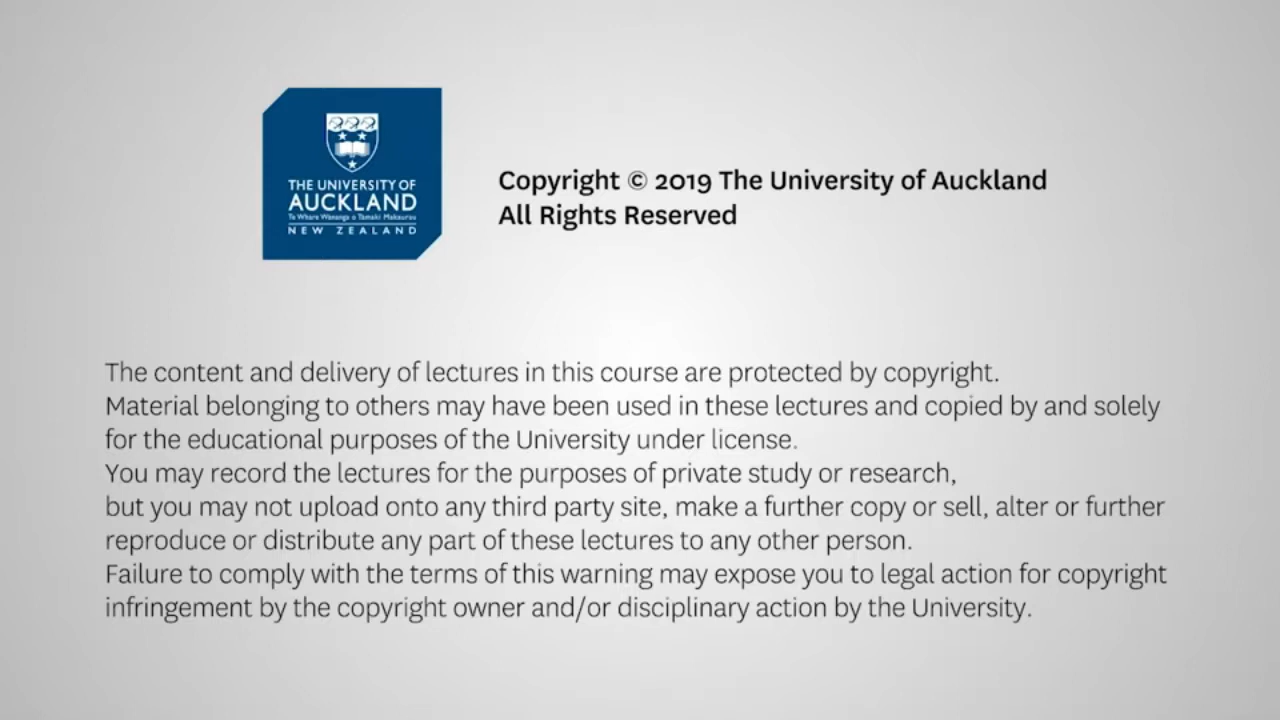 THE UNIVERSITY OF
AUCKLAND
Te Whare Wananga o Tamaki Makaurau
NEW ZEALAND
Copyright © 2019 The University of Auckland
All Rights Reserved
The content and delivery of lectures in this course are protected by copyright.
Material belonging to others may have been used in these lectures and copied by and solely
for the educational purposes of the University under license.
You may record the lectures for the purposes of private study or research,
but you may not upload onto any third party site, make a further copy or sell, alter or further
reproduce or distribute any part of these lectures to any other person.
Failure to comply with the terms of this warning may expose you to legal action for copyright
infringement by the copyright owner and/or disciplinary action by the University.